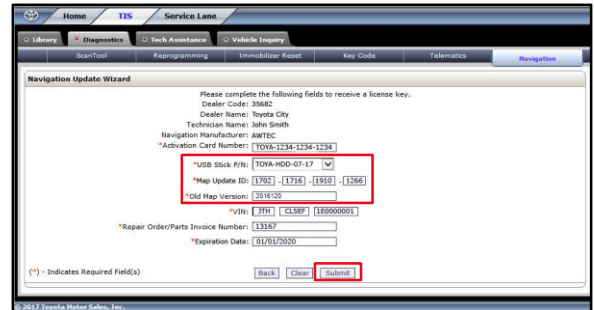 Home TIS Service Lane
Library Diagnostics Tech Assistance Vehicle Inquiry
ScanTool Reprogramming Immobilizer Reset Key Code Telematics Navigation
Navigation Update Wizard
Please complete the following fields to receive a license key.
Dealer Code: 35682
Dealer Name: Toyota City
Technician Name: John Smith
Navigation Manufacturer: AWTEC
*Activation Card Number: TOYA-1234-1234-1234
*USB Stick P/N: TOYA-HDD-07-17
*Map Update ID: 1702 - 1716 - 1910 - 1266
*Old Map Version: 2016120
*VIN: JTH CLSEF 1E0000001
*Repair Order/Parts Invoice Number: 13167
*Expiration Date: 01/01/2020
(*) - Indicates Required Field(s) Back Clear Submit
© 2017 Toyota Motor Sales, Inc.